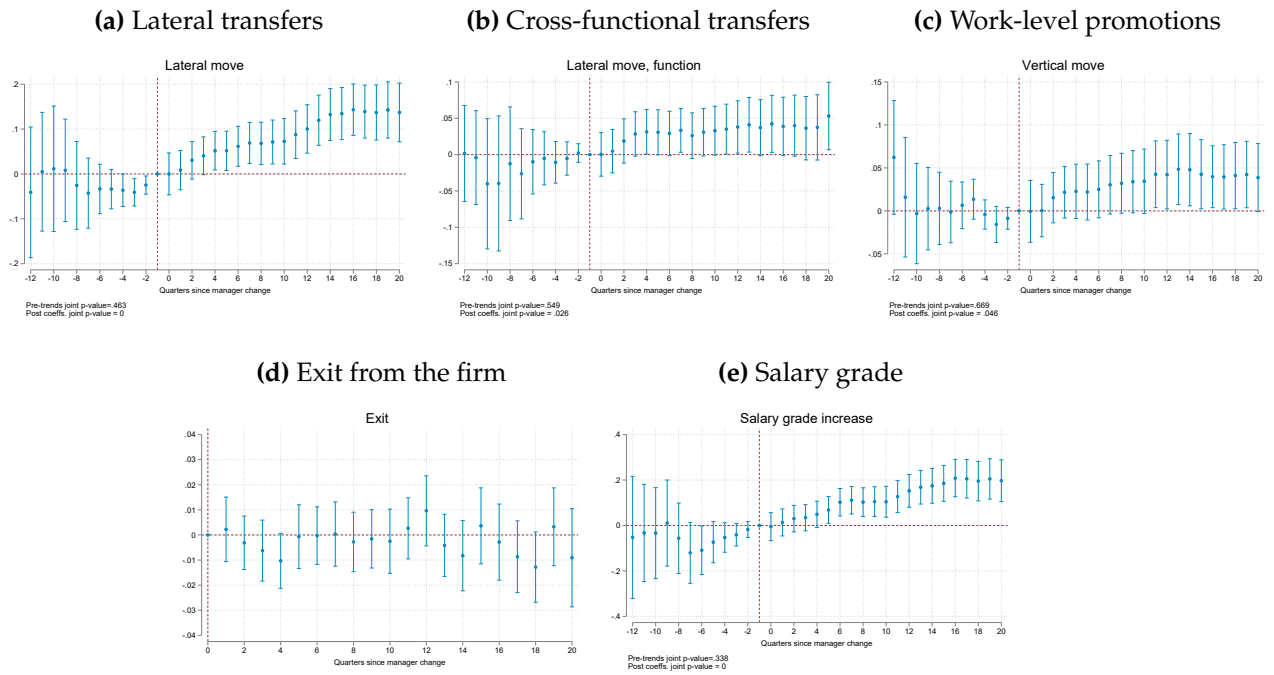 (a) Lateral transfers
(b) Cross-functional transfers
(c) Work-level promotions
Lateral move
.2
.1
0
-.1
-.2
-12 -10 -8 -6 -4 -2 0 2 4 6 8 10 12 14 16 18 20
Quarters since manager change
Pre-trends joint p-value=.463
Post coeffs. joint p-value = 0
Lateral move, function
.1
.05
0
-.05
-.1
-.15
-12 -10 -8 -6 -4 -2 0 2 4 6 8 10 12 14 16 18 20
Quarters since manager change
Pre-trends joint p-value=.549
Post coeffs. joint p-value = .026
Vertical move
.15
.1
.05
0
-.05
-12 -10 -8 -6 -4 -2 0 2 4 6 8 10 12 14 16 18 20
Quarters since manager change
Pre-trends joint p-value=.669
Post coeffs. joint p-value = .046
(d) Exit from the firm
(e) Salary grade
Exit
.04
.03
.02
.01
0
-.01
-.02
-.03
-.04
0 2 4 6 8 10 12 14 16 18 20
Quarters since manager change
Salary grade increase
.4
.2
0
-.2
-.4
-12 -10 -8 -6 -4 -2 0 2 4 6 8 10 12 14 16 18 20
Quarters since manager change
Pre-trends joint p-value=.338
Post coeffs. joint p-value = 0